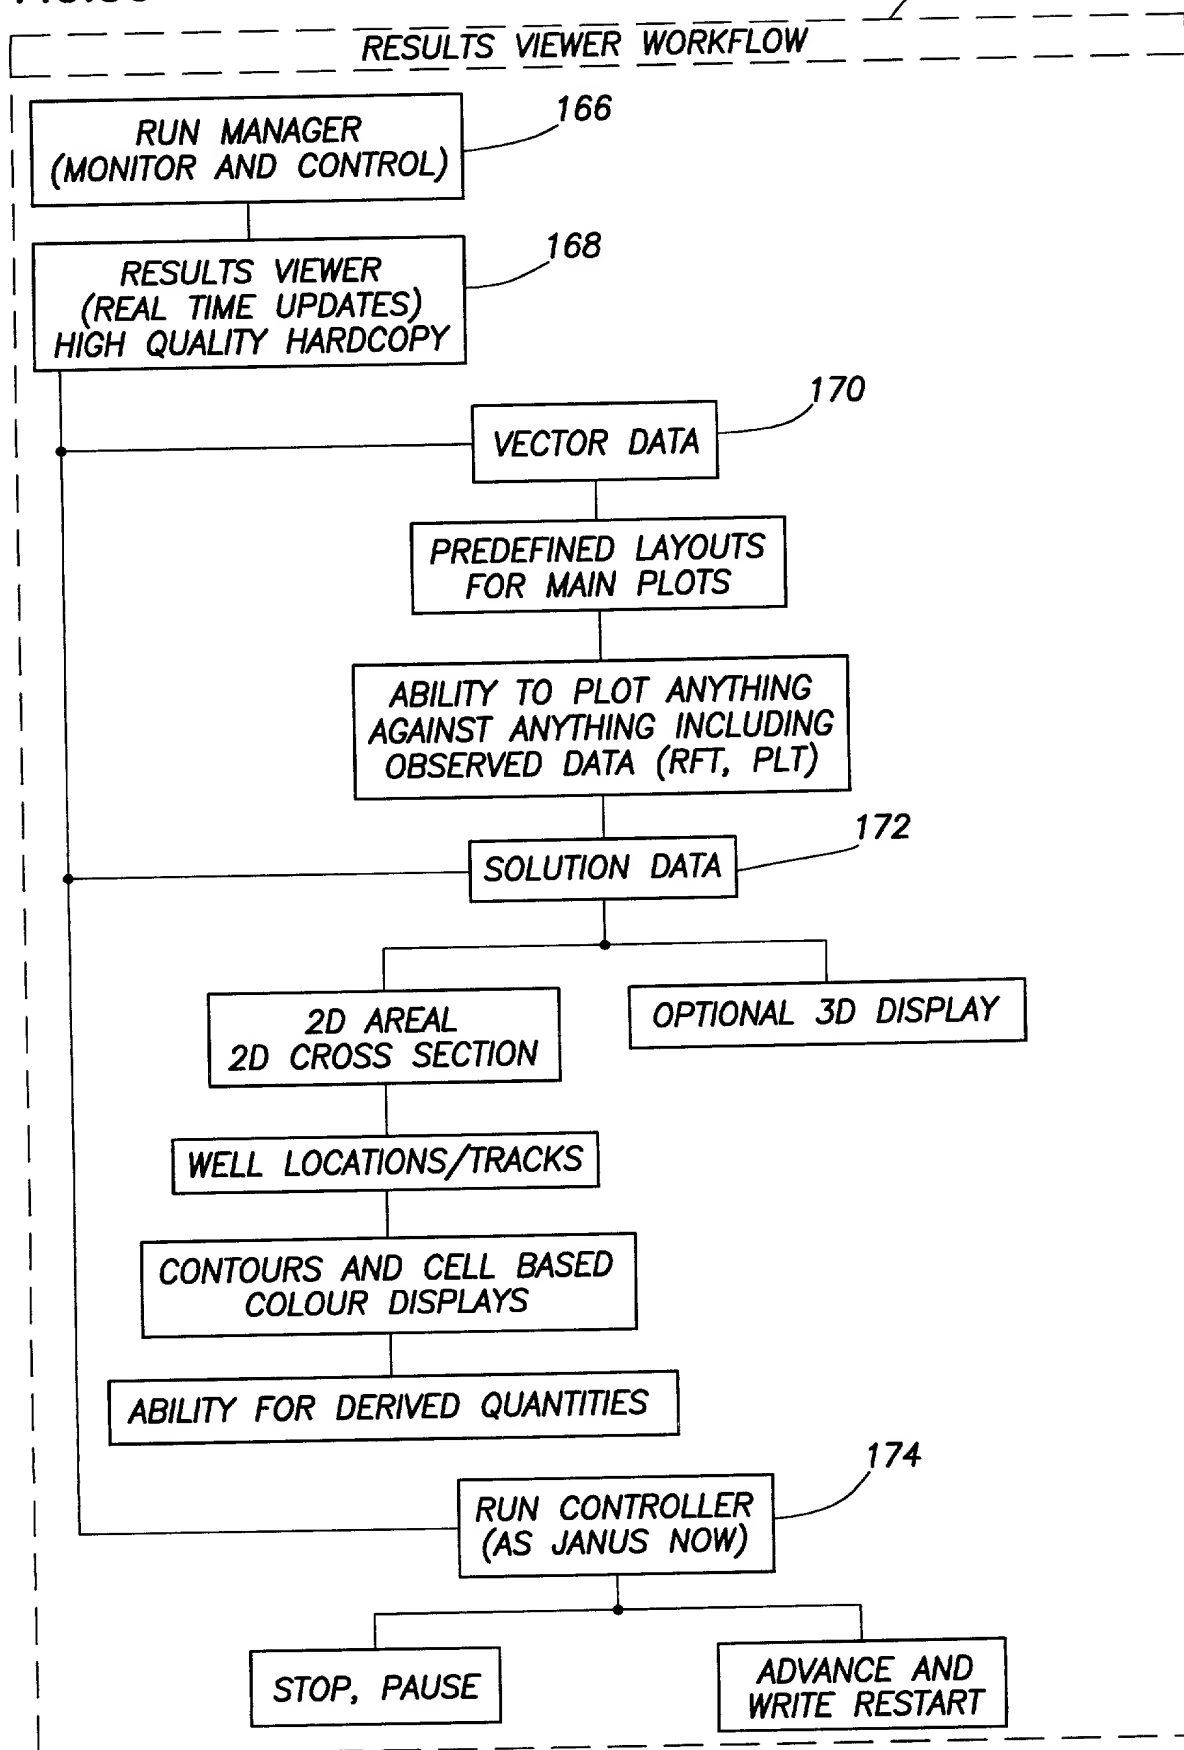 RESULTS VIEWER WORKFLOW
RUN MANAGER
(MONITOR AND CONTROL)
166
RESULTS VIEWER
(REAL TIME UPDATES)
HIGH QUALITY HARDCOPY
168
VECTOR DATA
170
PREDEFINED LAYOUTS
FOR MAIN PLOTS
ABILITY TO PLOT ANYTHING
AGAINST ANYTHING INCLUDING
OBSERVED DATA (RFT, PLT)
SOLUTION DATA
172
2D AREAL
2D CROSS SECTION
OPTIONAL 3D DISPLAY
WELL LOCATIONS/TRACKS
CONTOURS AND CELL BASED
COLOUR DISPLAYS
ABILITY FOR DERIVED QUANTITIES
RUN CONTROLLER
(AS JANUS NOW)
174
STOP, PAUSE
ADVANCE AND
WRITE RESTART